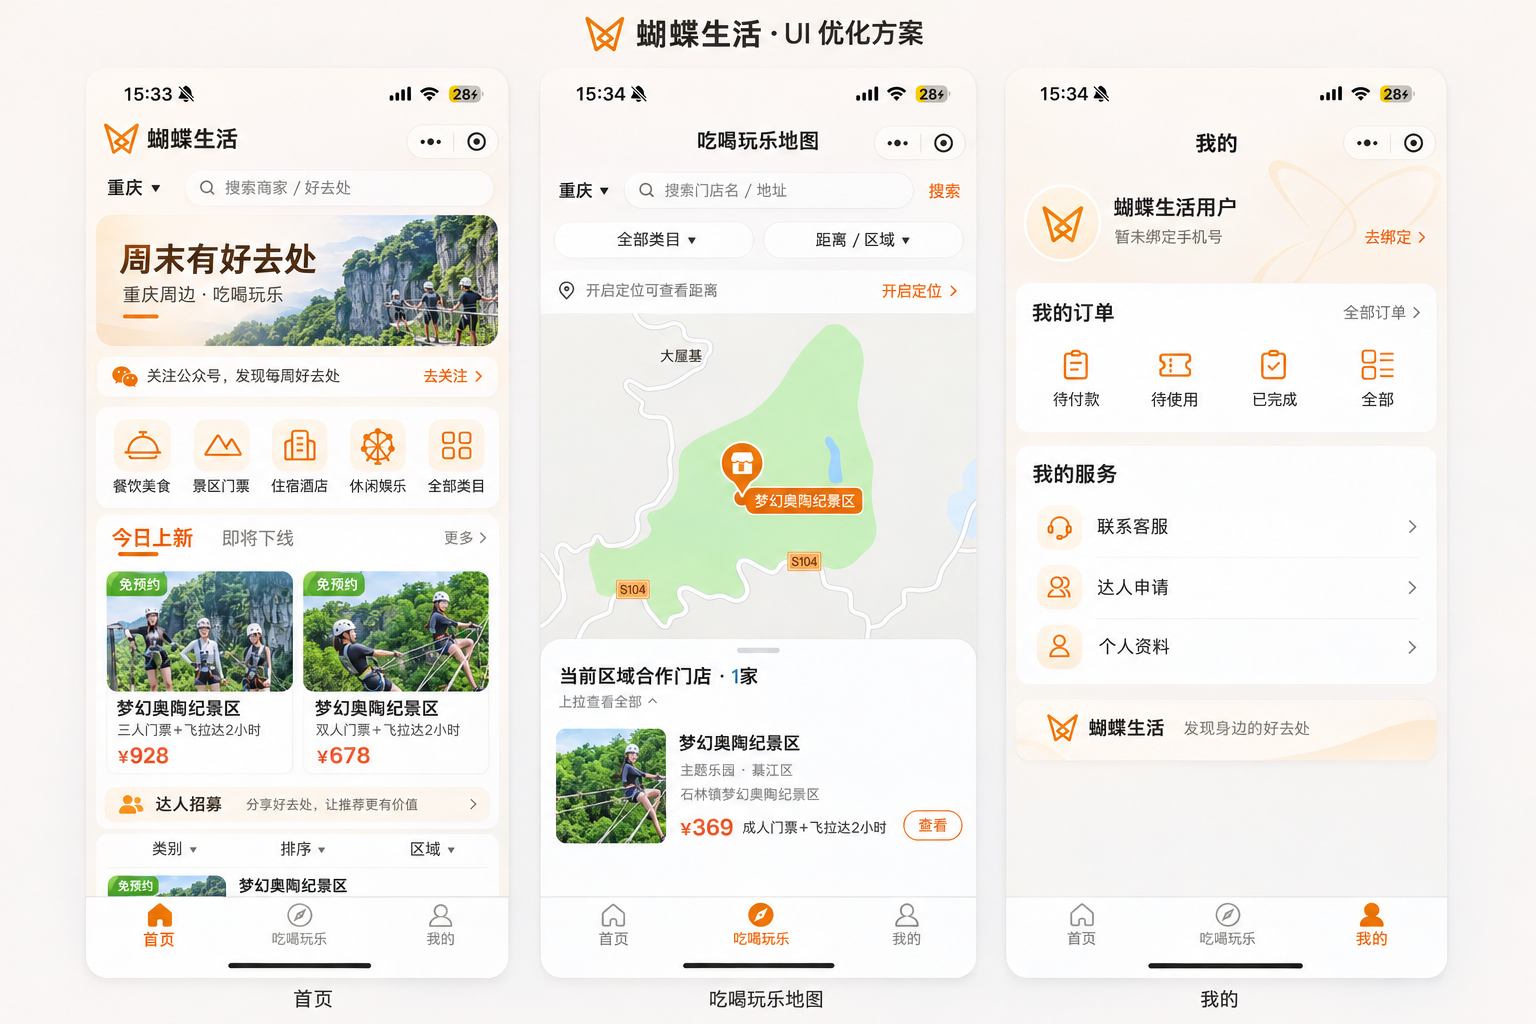 蝴蝶生活·UI 优化方案
15:33
28
蝴蝶生活
重庆
搜索商家 / 好去处
周末有好去处
重庆周边·吃喝玩乐
关注公众号，发现每周好去处
去关注
餐饮美食
景区门票
住宿酒店
休闲娱乐
全部类目
今日上新
即将下线
更多
免预约
免预约
梦幻奥陶纪景区
梦幻奥陶纪景区
三人门票+飞拉达2小时
双人门票+飞拉达2小时
¥928
¥678
达人招募
分享好去处，让推荐更有价值
类别
排序
区域
免预约
梦幻奥陶纪景区
首页
吃喝玩乐
我的
首页
15:34
28
吃喝玩乐地图
重庆
搜索门店名 / 地址
搜索
全部类目
距离 / 区域
开启定位可查看距离
开启定位
大屋基
梦幻奥陶纪景区
S104
S104
当前区域合作门店 · 1家
上拉查看全部
梦幻奥陶纪景区
主题乐园 · 綦江区
石林镇梦幻奥陶纪景区
¥369 成人门票+飞拉达2小时
查看
首页
吃喝玩乐
我的
吃喝玩乐地图
15:34
28
我的
蝴蝶生活用户
暂未绑定手机号
去绑定
我的订单
全部订单
待付款
待使用
已完成
全部
我的服务
联系客服
达人申请
个人资料
蝴蝶生活
发现身边的好去处
首页
吃喝玩乐
我的
我的